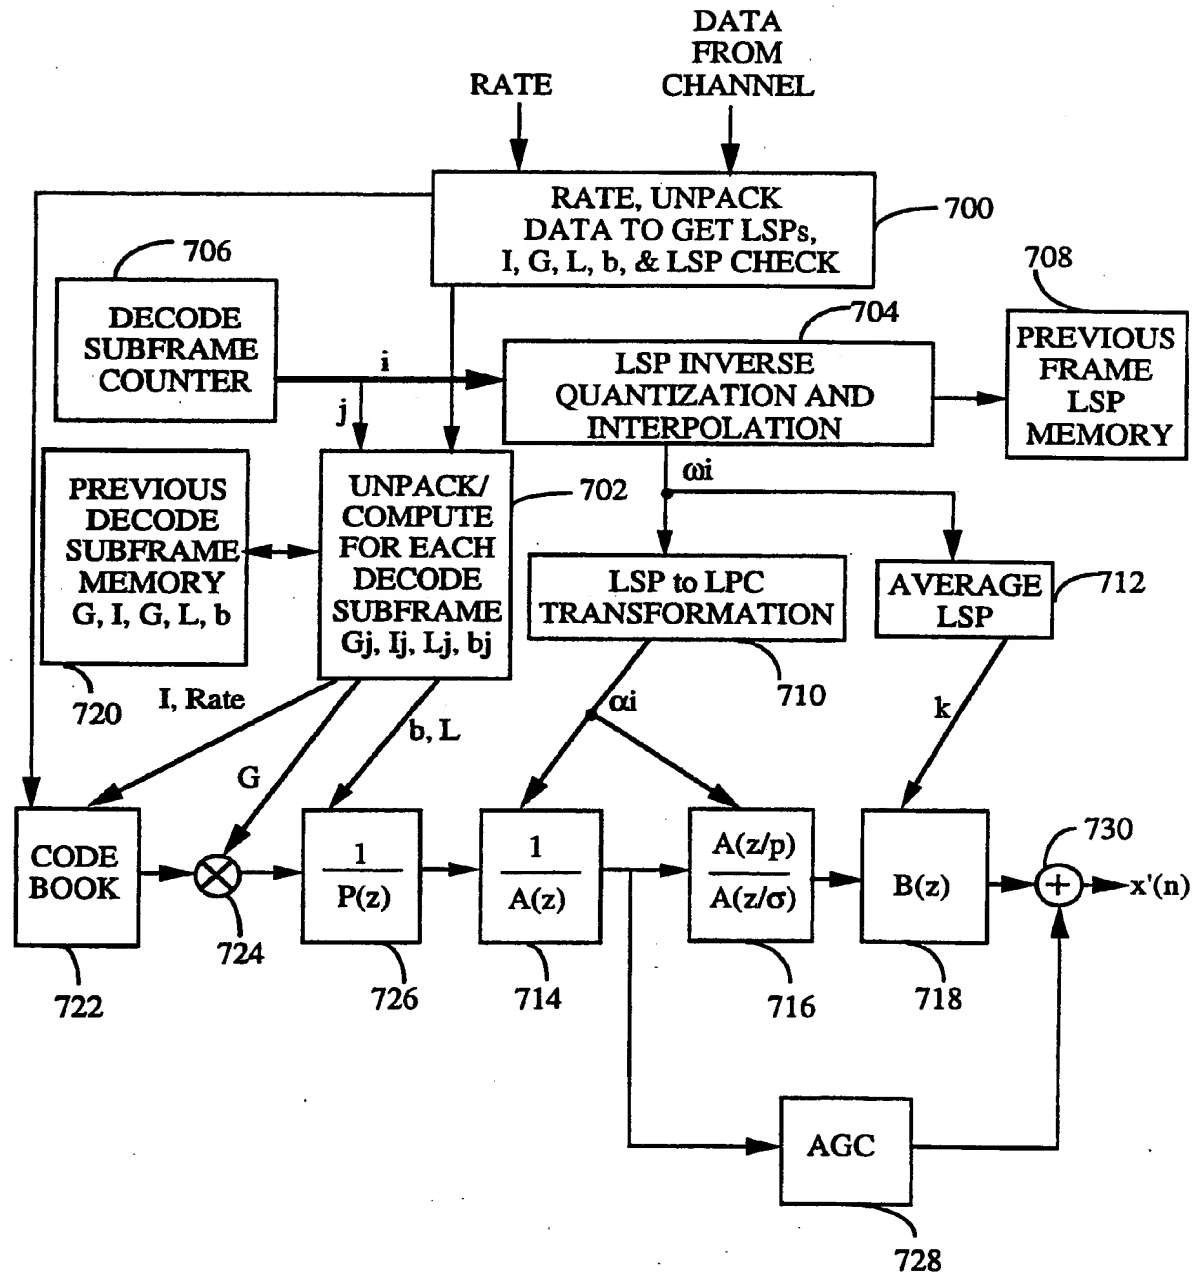 DATA
FROM
CHANNEL
RATE
RATE, UNPACK
DATA TO GET LSPs,
I, G, L, b, & LSP CHECK
700
706
DECODE
SUBFRAME
COUNTER
i
j
704
LSP INVERSE
QUANTIZATION AND
INTERPOLATION
708
PREVIOUS
FRAME
LSP
MEMORY
ωi
PREVIOUS
DECODE
SUBFRAME
MEMORY
G, I, G, L, b
720
UNPACK/
COMPUTE
FOR EACH
DECODE
SUBFRAME
Gj, Ij, Lj, bj
702
LSP to LPC
TRANSFORMATION
710
AVERAGE
LSP
712
I, Rate
G
b, L
αi
k
CODE
BOOK
722
724
1
P(z)
726
1
A(z)
714
A(z/p)
A(z/σ)
716
B(z)
718
730
+
x'(n)
AGC
728